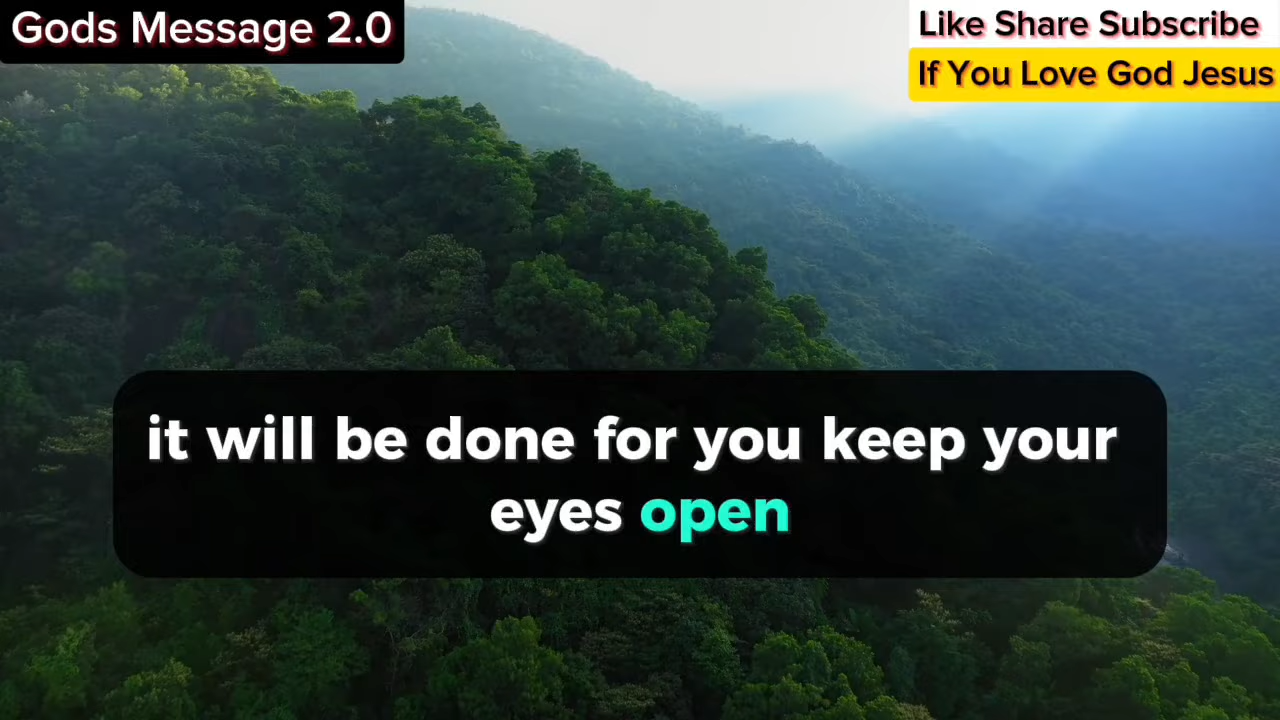 Gods Message 2.0
Like Share Subscribe
If You Love God Jesus
it will be done for you keep your
eyes open